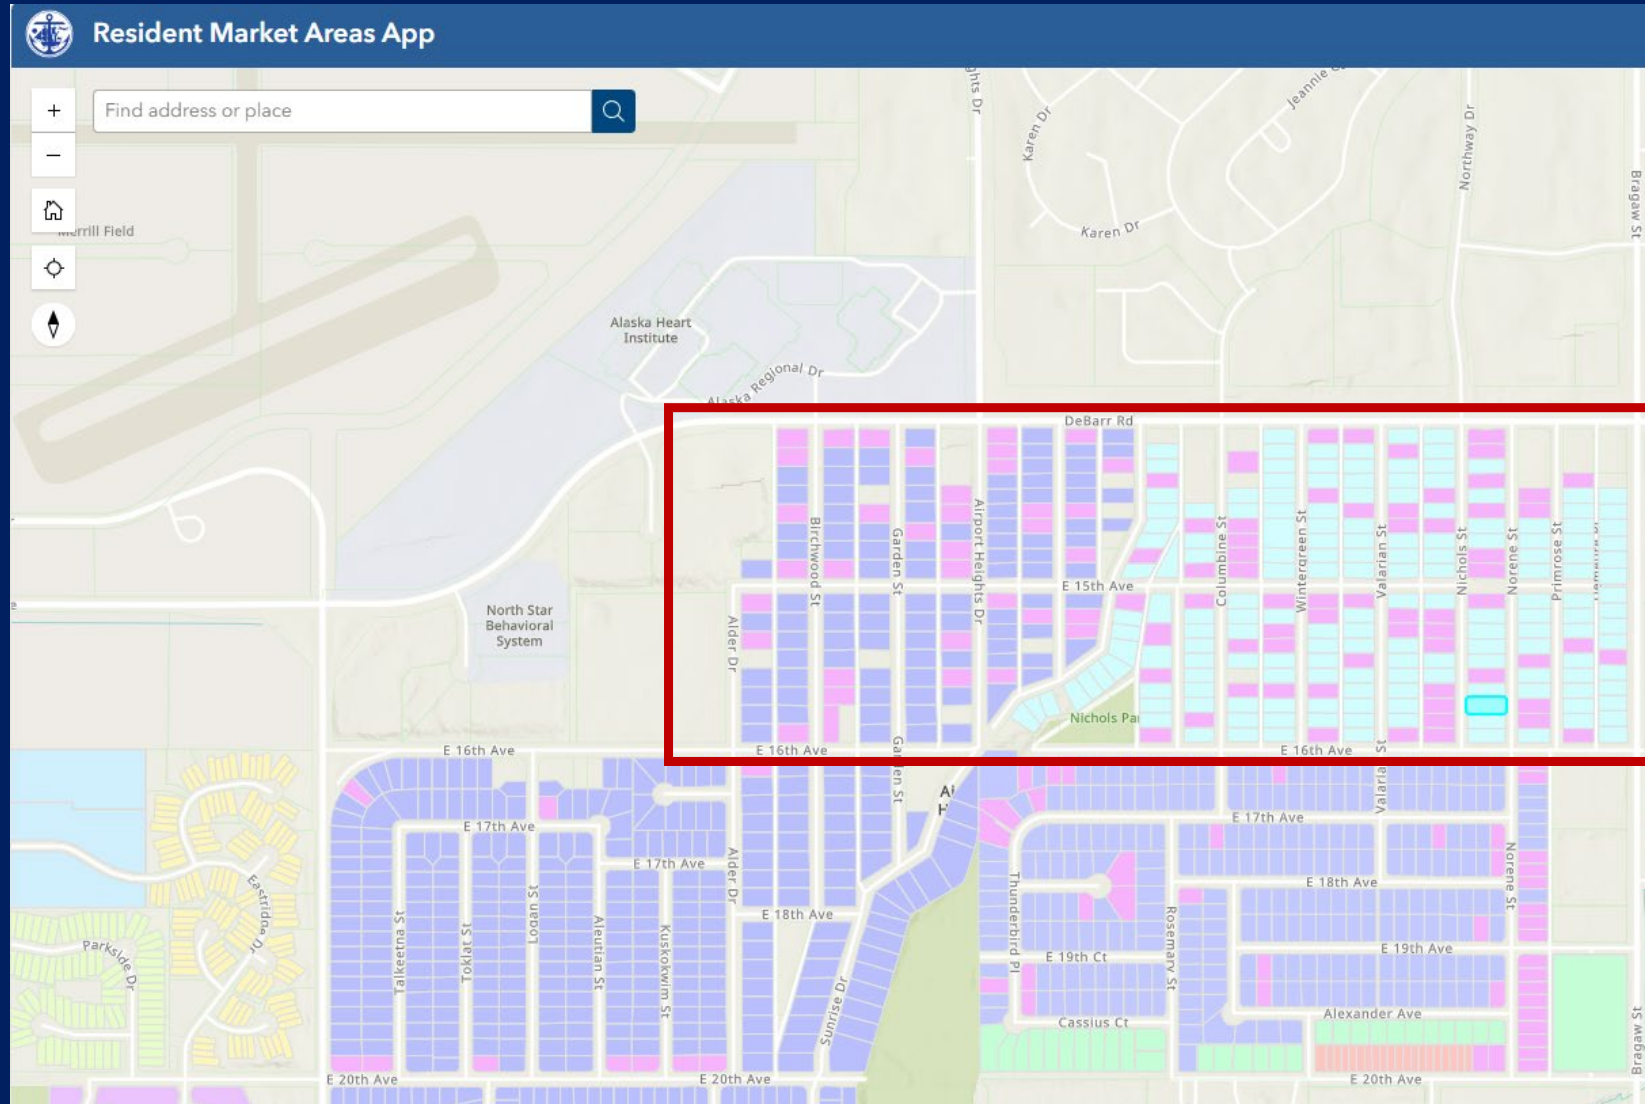 Resident Market Areas App
Find address or place
Merrill Field
Karen Dr
Karen Dr
Northway Dr
Bragaw St
Alaska Heart
Institute
Alaska Regional Dr
DeBarr Rd
North Star
Behavioral
System
Birchwood St
Garden St
Airport Heights Dr
E 15th Ave
Columbine St
Wintergreen St
Valarian St
Nichols St
Norene St
Primrose St
Alder Dr
Nichols Pa
E 16th Ave
E 16th Ave
E 16th Ave
E 17th Ave
E 17th Ave
E 17th Ave
E 18th Ave
E 18th Ave
E 19th Ave
E 19th Ct
Alder Dr
Norene St
Eastridge Dr
Parkside Dr
Talkeetna St
Toklat St
Logan St
Aleutian St
Kuskokwim St
Sunrise Dr
Thunderbird Pl
Rosemary St
Cassius Ct
Alexander Ave
Bragaw St
E 20th Ave
E 20th Ave
E 20th Ave